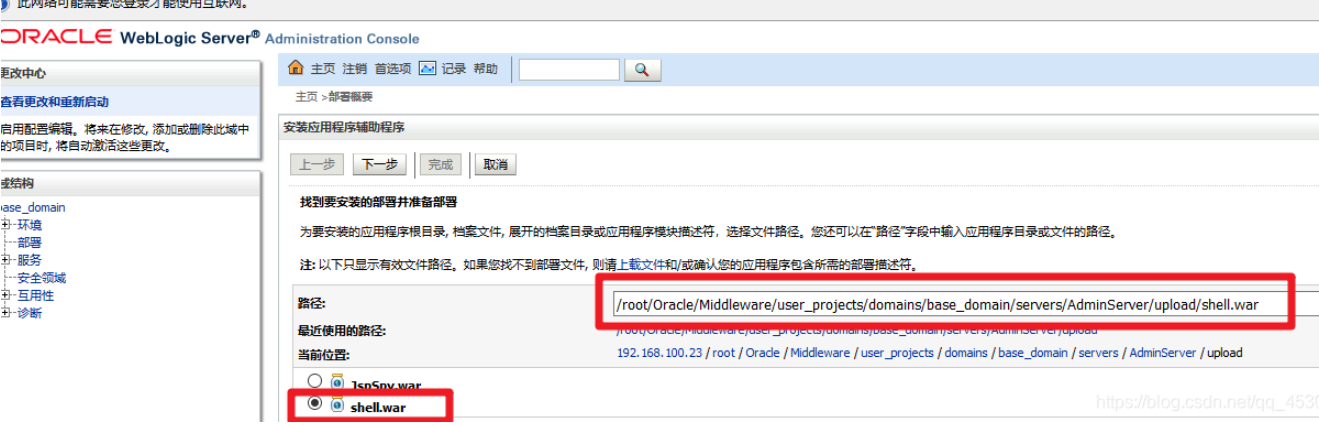 此网络可能需要您登录才能使用互联网。
ORACLE WebLogic Server® Administration Console
更改中心
查看更改和重新启动
启用配置编辑。将来在修改, 添加或删除此域中
的项目时, 将自动激活这些更改。
域结构
base_domain
环境
部署
服务
安全领域
互用性
诊断
主页 注销 首选项 记录 帮助
主页 >部署概要
安装应用程序辅助程序
上一步 下一步 完成 取消
找到要安装的部署并准备部署
为要安装的应用程序根目录, 档案文件, 展开的档案目录或应用程序模块描述符, 选择文件路径。您还可以在"路径"字段中输入应用程序目录或文件的路径。
注: 以下只显示有效文件路径。如果您找不到部署文件, 则请上载文件和/或确认您的应用程序包含所需的部署描述符。
路径: /root/Oracle/Middleware/user_projects/domains/base_domain/servers/AdminServer/upload/shell.war
最近使用的路径: /root/Oracle/Middleware/user_projects/domains/base_domain/servers/AdminServer/upload
当前位置: 192.168.100.23 / root / Oracle / Middleware / user_projects / domains / base_domain / servers / AdminServer / upload
JspSpy.war
shell.war
https://blog.csdn.net/qq_4530